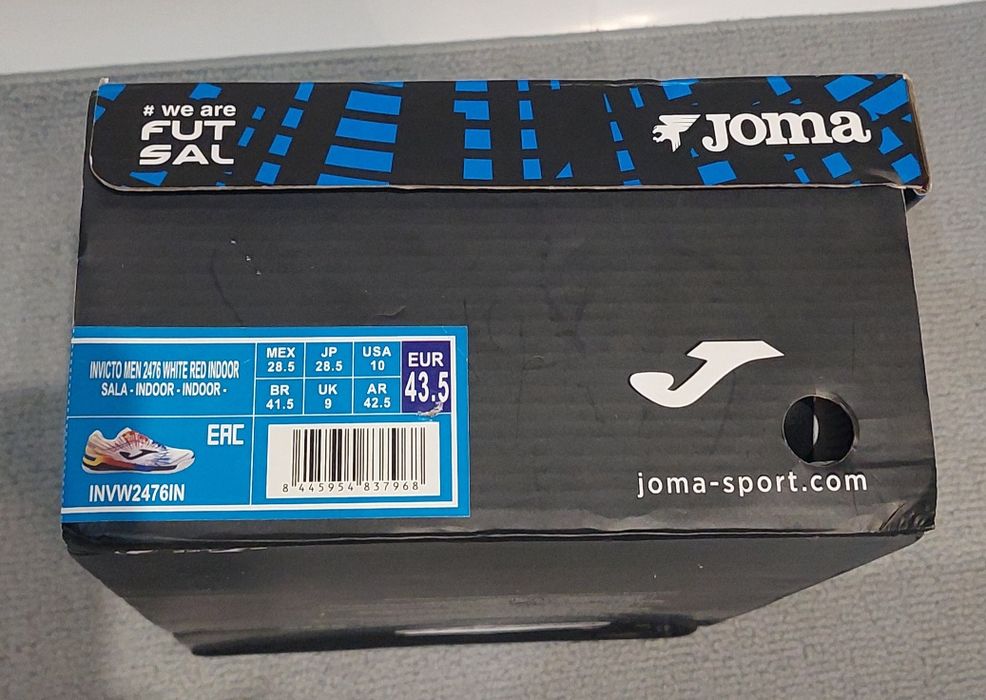 # we are
FUT
SAL
Joma
INVICTO MEN 2476 WHITE RED INDOOR
SALA - INDOOR - INDOOR -
MEX
28.5
JP
28.5
USA
10
EUR
43.5
BR
41.5
UK
9
AR
42.5
EAC
INVW2476IN
8 445954 837968
joma-sport.com